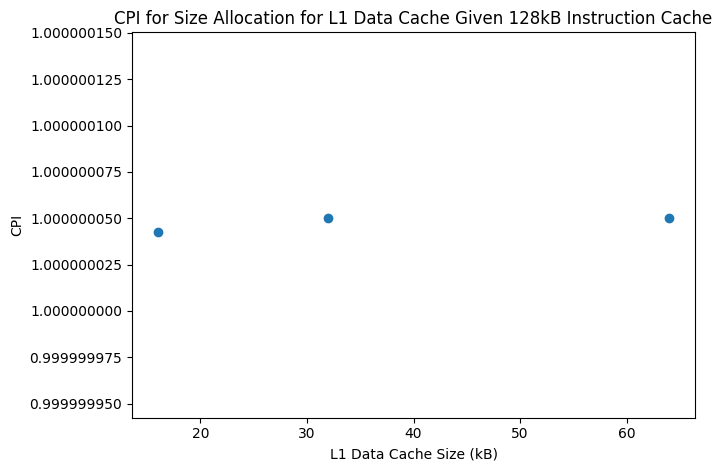 CPI for Size Allocation for L1 Data Cache Given 128kB Instruction Cache
1.000000150
1.000000125
1.000000100
1.000000075
1.000000050
1.000000025
1.000000000
0.999999975
0.999999950
CPI
20 30 40 50 60
L1 Data Cache Size (kB)